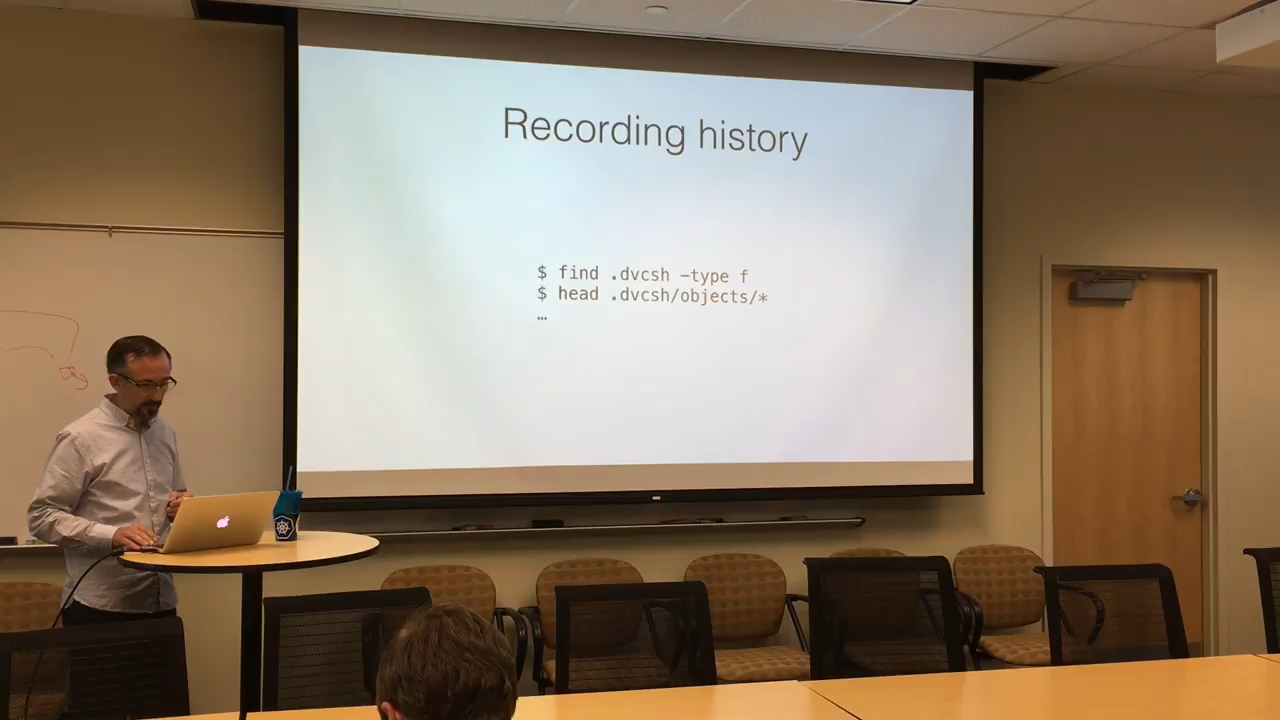 Recording history
$ find .dvcsh -type f
$ head .dvcsh/objects/*
…